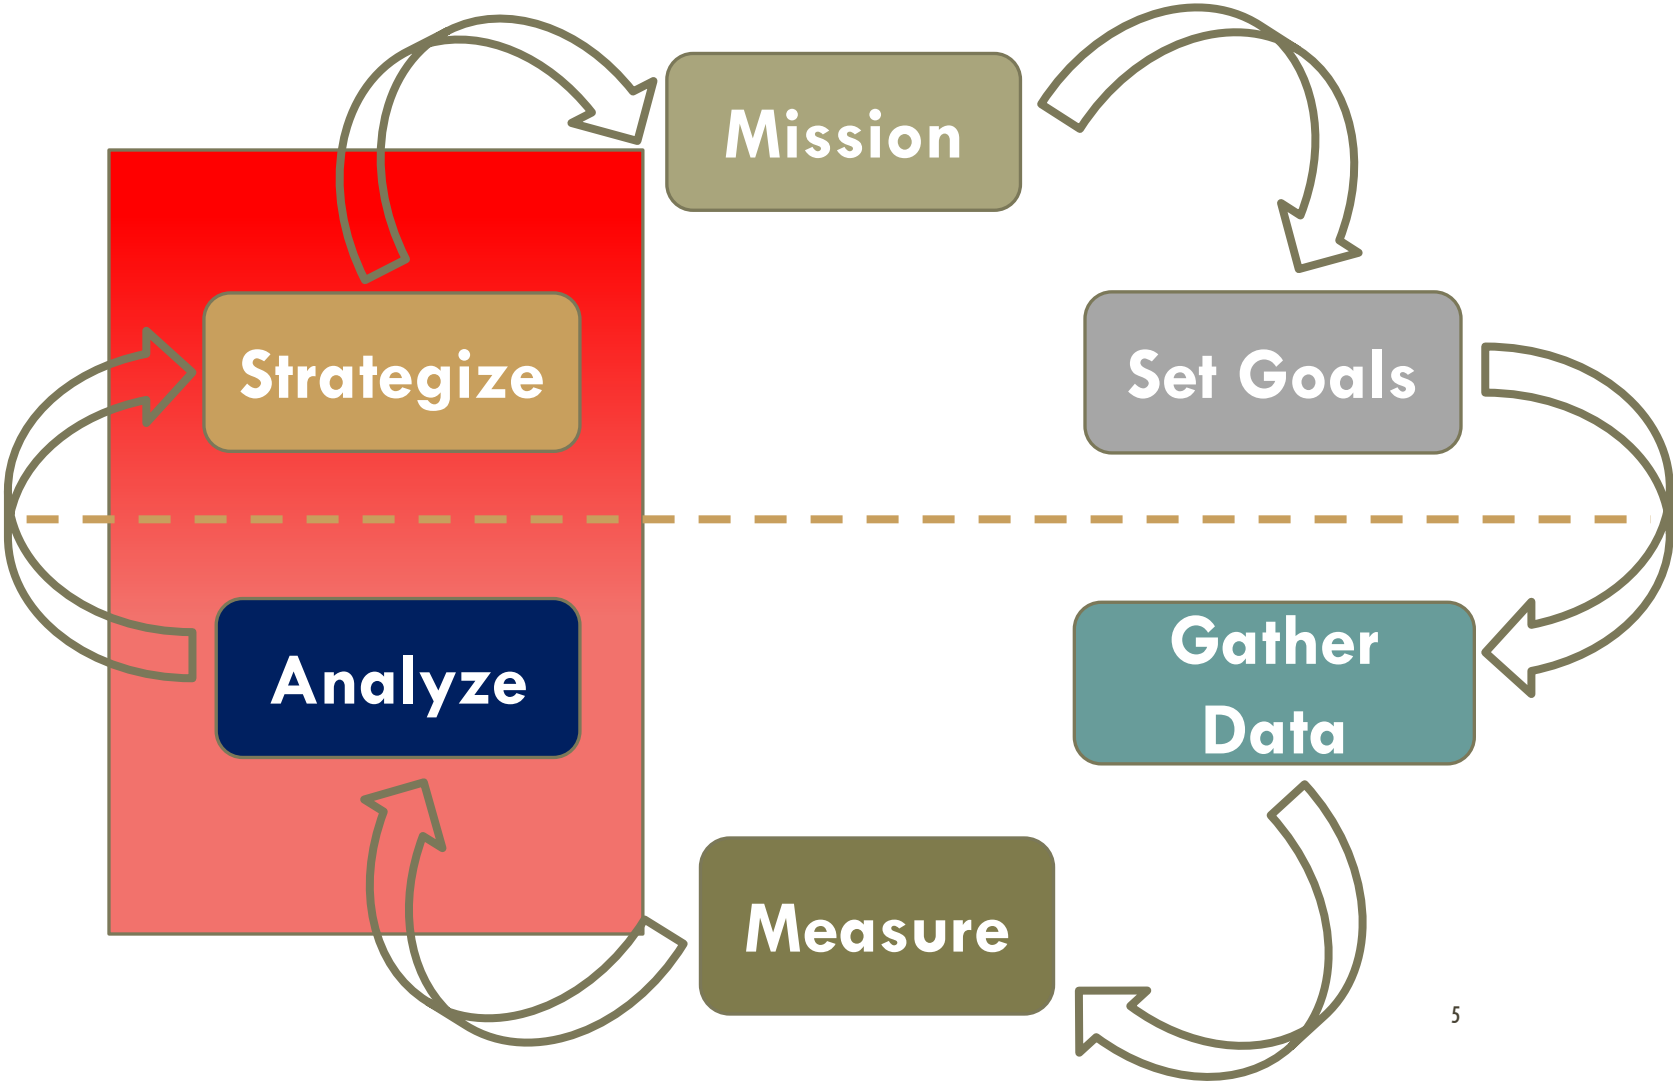 Mission
Strategize
Set Goals
Analyze
Gather
Data
Measure
5